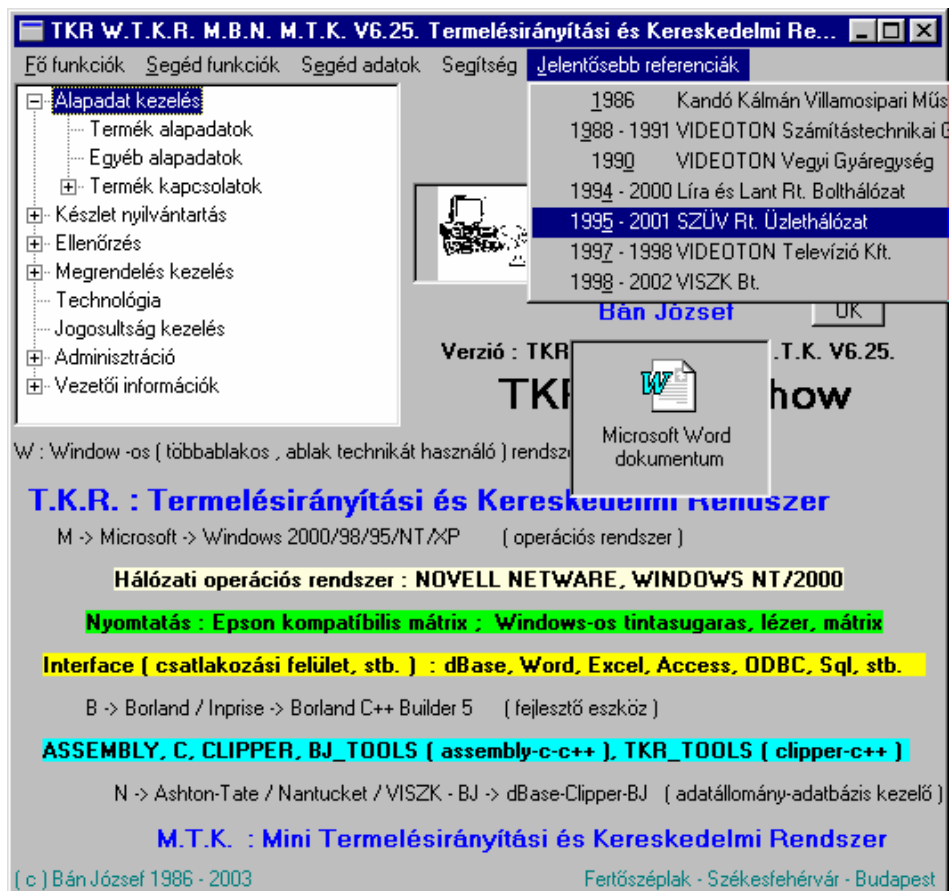 TKR W.T.K.R. M.B.N. M.T.K. V6.25. Termelésirányítási és Kereskedelmi Re...
Fő funkciók Segéd funkciók Segéd adatok Segítség Jelentősebb referenciák
Alapadat kezelés
Termék alapadatok
Egyéb alapadatok
Termék kapcsolatok
Készlet nyilvántartás
Ellenőrzés
Megrendelés kezelés
Technológia
Jogosultság kezelés
Adminisztráció
Vezetői információk
1986 Kandó Kálmán Villamosipari Műs
1988 - 1991 VIDEOTON Számítástechnikai G
1990 VIDEOTON Vegyi Gyáregység
1994 - 2000 Líra és Lant Rt. Bolthálózat
1995 - 2001 SZÜV Rt. Üzlethálózat
1997 - 1998 VIDEOTON Televízió Kft.
1998 - 2002 VISZK Bt.
Bán József OK
Verzió : TKR .T.K. V6.25.
TKR how
Microsoft Word
dokumentum
W : Window -os ( többablakos , ablak technikát használó ) rendsz
T.K.R. : Termelésirányítási és Kereskedelmi Rendszer
M -> Microsoft -> Windows 2000/98/95/NT/XP ( operációs rendszer )
Hálózati operációs rendszer : NOVELL NETWARE, WINDOWS NT/2000
Nyomtatás : Epson kompatíbilis mátrix ; Windows-os tintasugaras, lézer, mátrix
Interface ( csatlakozási felület, stb. ) : dBase, Word, Excel, Access, ODBC, Sql, stb.
B -> Borland / Inprise -> Borland C++ Builder 5 ( fejlesztő eszköz )
ASSEMBLY, C, CLIPPER, BJ_TOOLS ( assembly-c-c++ ), TKR_TOOLS ( clipper-c++ )
N -> Ashton-Tate / Nantucket / VISZK - BJ -> dBase-Clipper-BJ ( adatállomány-adatbázis kezelő )
M.T.K. : Mini Termelésirányítási és Kereskedelmi Rendszer
( c ) Bán József 1986 - 2003 Fertőszéplak - Székesfehérvár - Budapest